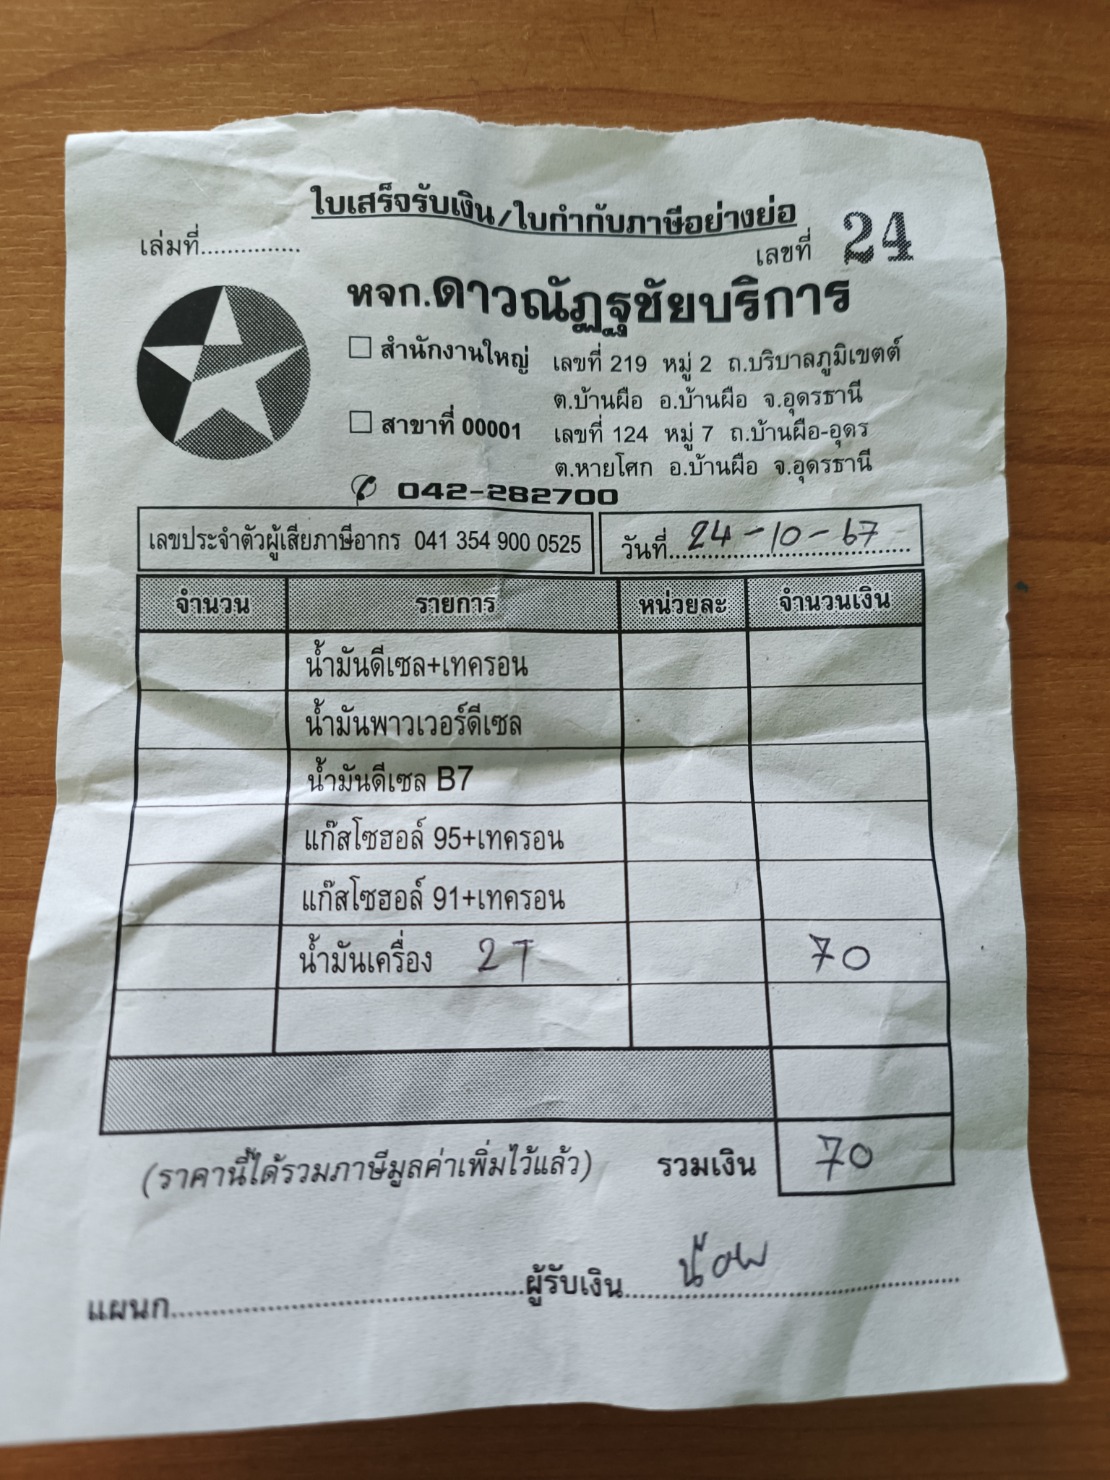 ใบเสร็จรับเงิน/ใบกำกับภาษีอย่างย่อ
เล่มที่............... เลขที่ 24
หจก.ดาวณัฏฐชัยบริการ
☐ สำนักงานใหญ่ เลขที่ 219 หมู่ 2 ถ.บริบาลภูมิเขตต์
ต.บ้านผือ อ.บ้านผือ จ.อุดรธานี
☐ สาขาที่ 00001 เลขที่ 124 หมู่ 7 ถ.บ้านผือ-อุดร
ต.หายโศก อ.บ้านผือ จ.อุดรธานี
✆ 042-282700
เลขประจำตัวผู้เสียภาษีอากร 041 354 900 0525 วันที่ 24-10-67
จำนวน รายการ หน่วยละ จำนวนเงิน
น้ำมันดีเซล+เทครอน
น้ำมันพาวเวอร์ดีเซล
น้ำมันดีเซล B7
แก๊สโซฮอล์ 95+เทครอน
แก๊สโซฮอล์ 91+เทครอน
น้ำมันเครื่อง 2T 70
(ราคานี้ได้รวมภาษีมูลค่าเพิ่มไว้แล้ว) รวมเงิน 70
แผนก..............................ผู้รับเงิน